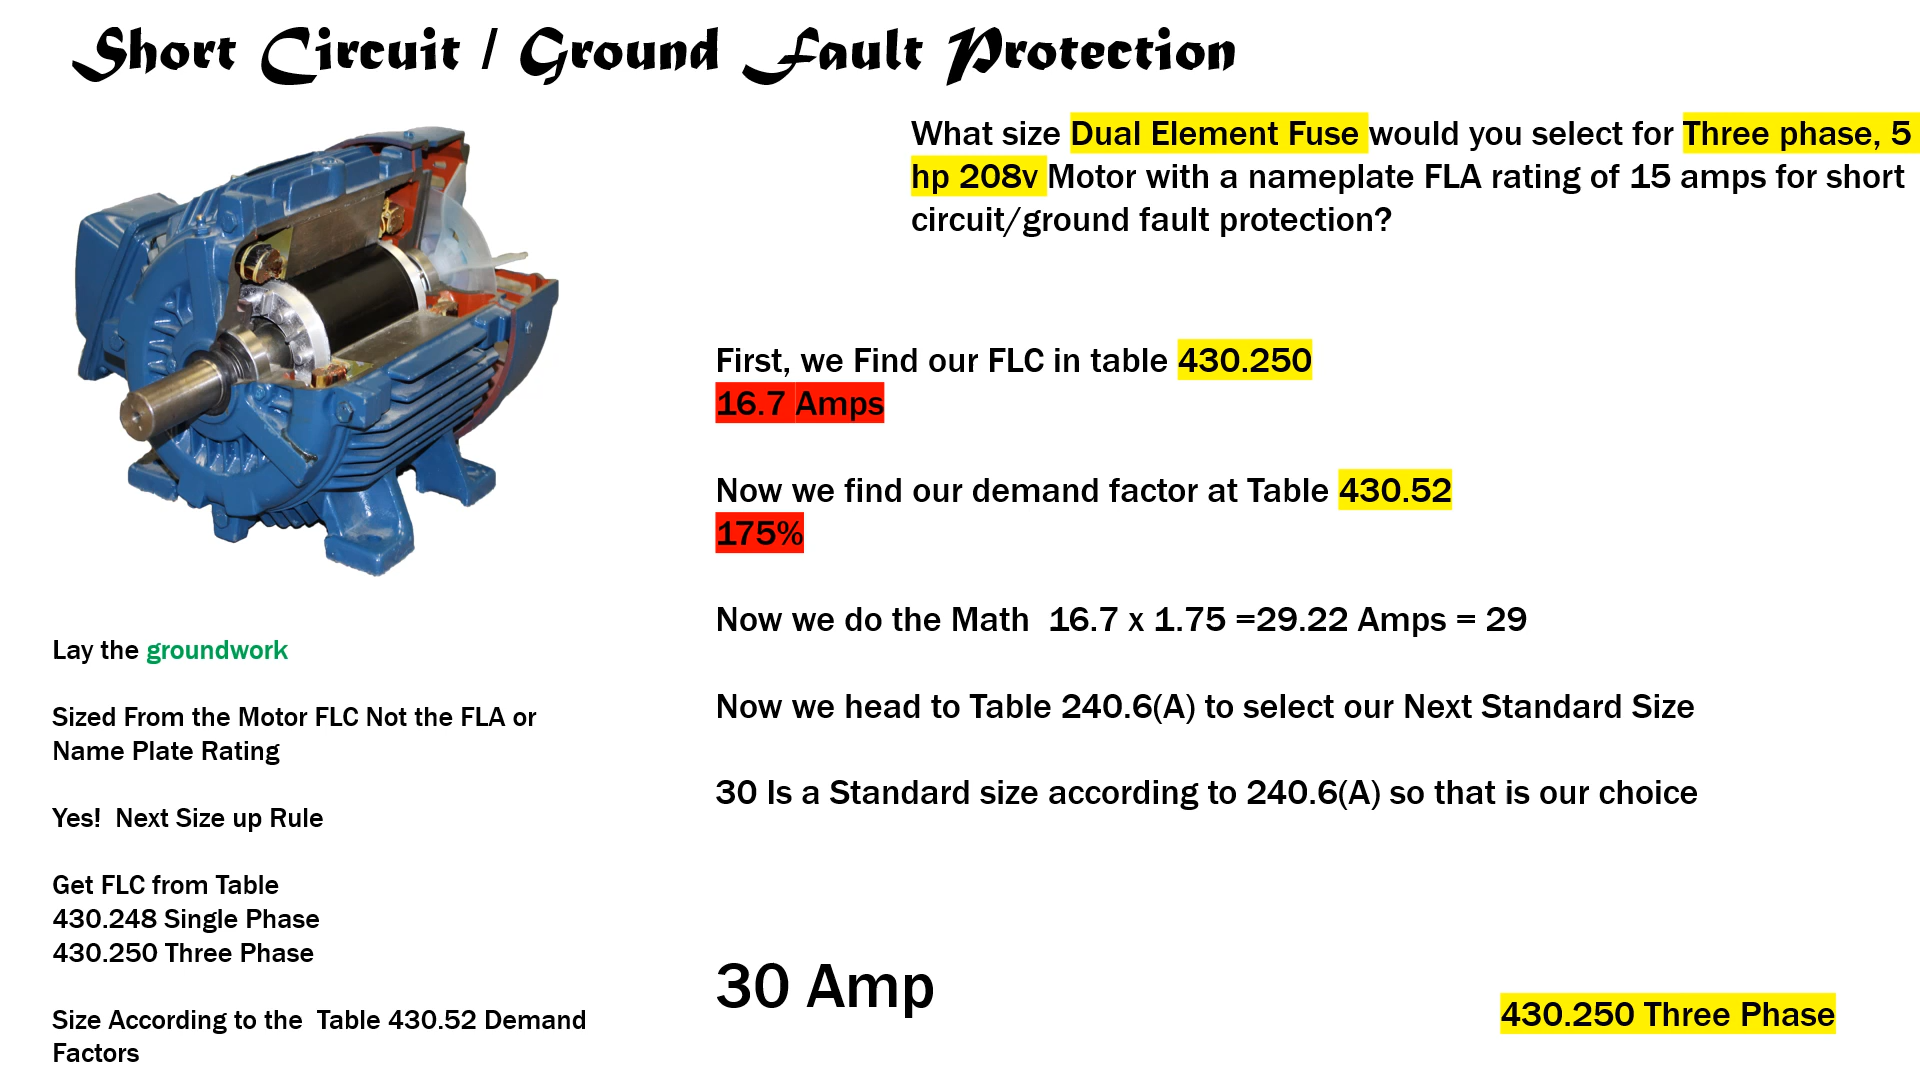 Short Circuit / Ground Fault Protection
What size Dual Element Fuse would you select for Three phase, 5
hp 208v Motor with a nameplate FLA rating of 15 amps for short
circuit/ground fault protection?
First, we Find our FLC in table 430.250
16.7 Amps
Now we find our demand factor at Table 430.52
175%
Now we do the Math  16.7 x 1.75 =29.22 Amps = 29
Now we head to Table 240.6(A) to select our Next Standard Size
30 Is a Standard size according to 240.6(A) so that is our choice
30 Amp
430.250 Three Phase
Lay the groundwork
Sized From the Motor FLC Not the FLA or
Name Plate Rating
Yes!  Next Size up Rule
Get FLC from Table
430.248 Single Phase
430.250 Three Phase
Size According to the  Table 430.52 Demand
Factors